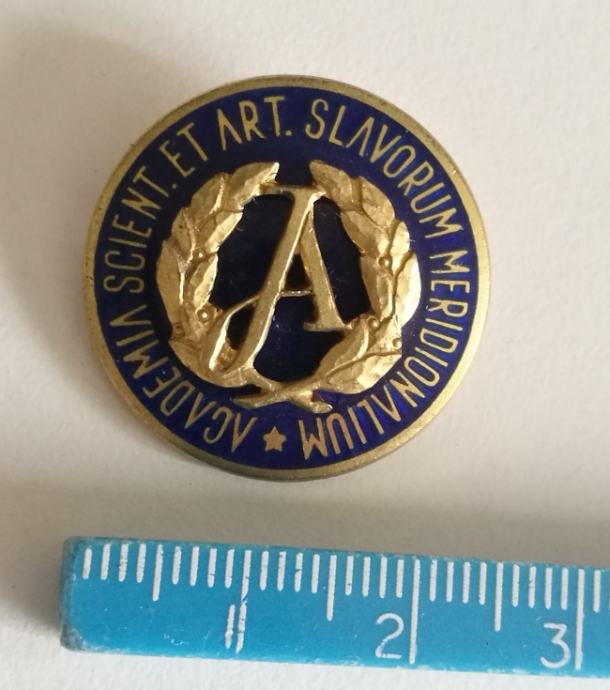 ACADEMIA SCIENT. ET ART. SLAVORUM MERIDIONALIUM ★
A
1 2 3